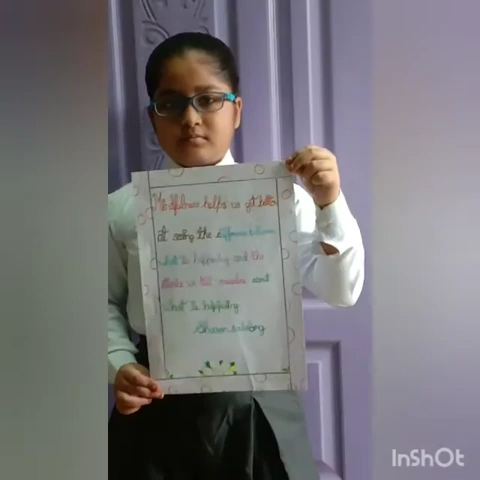 Mindfulness helps us get better
at seeing the difference between
what is happening and the
stories we tell ourselves about
what is happening
Sharon Salzberg
InShOt